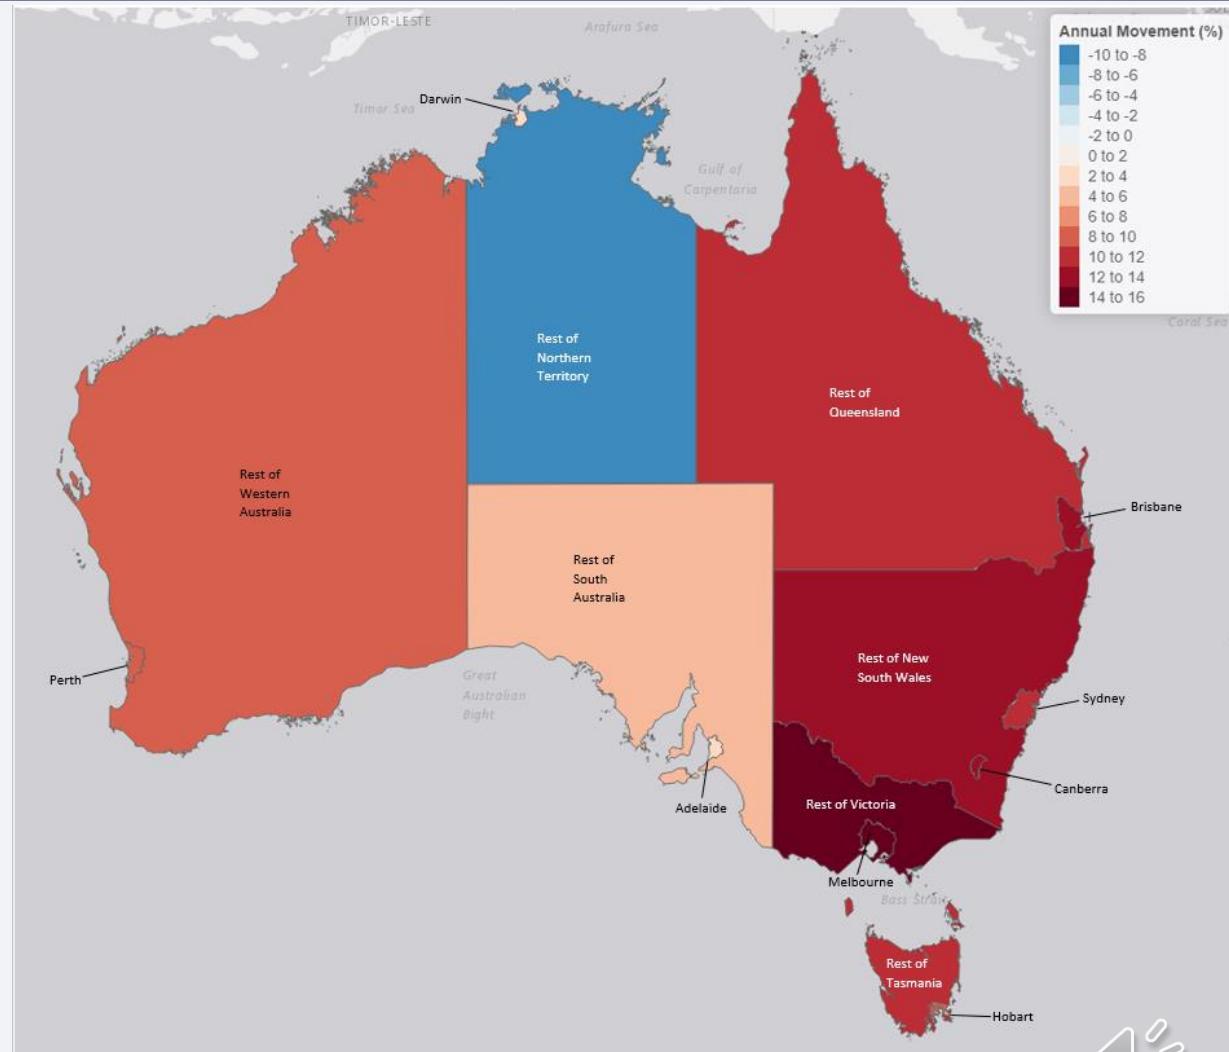 TIMOR-LESTE
Arafura Sea
Annual Movement (%)
-10 to -8
-8 to -6
-6 to -4
-4 to -2
-2 to 0
0 to 2
2 to 4
4 to 6
6 to 8
8 to 10
10 to 12
12 to 14
14 to 16
Darwin
Timor Sea
Gulf of
Carpentaria
Coral Sea
Rest of
Northern
Territory
Rest of
Queensland
Rest of
Western
Australia
Brisbane
Rest of
South
Australia
Rest of New
South Wales
Perth
Great
Australian
Bight
Sydney
Canberra
Adelaide
Rest of Victoria
Melbourne
Bass Strait
Rest of
Tasmania
Hobart